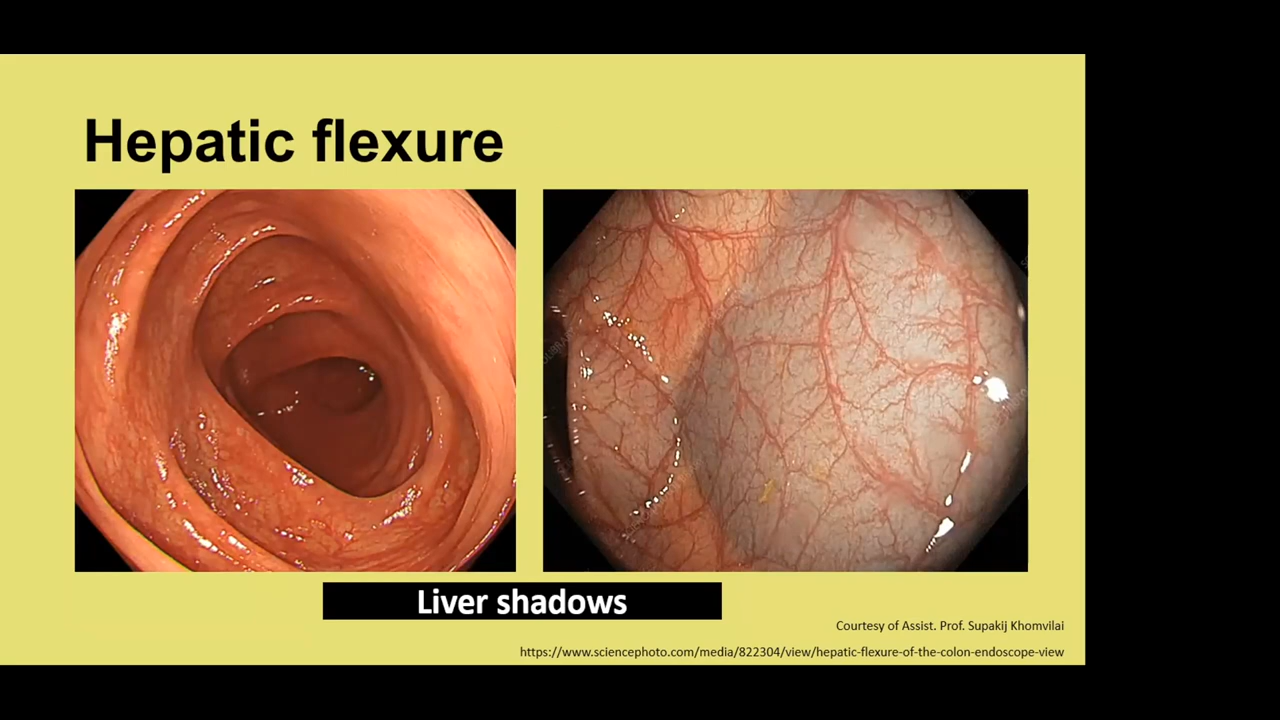 Hepatic flexure
Liver shadows
Courtesy of Assist. Prof. Supakij Khomvilai
https://www.sciencephoto.com/media/822304/view/hepatic-flexure-of-the-colon-endoscope-view